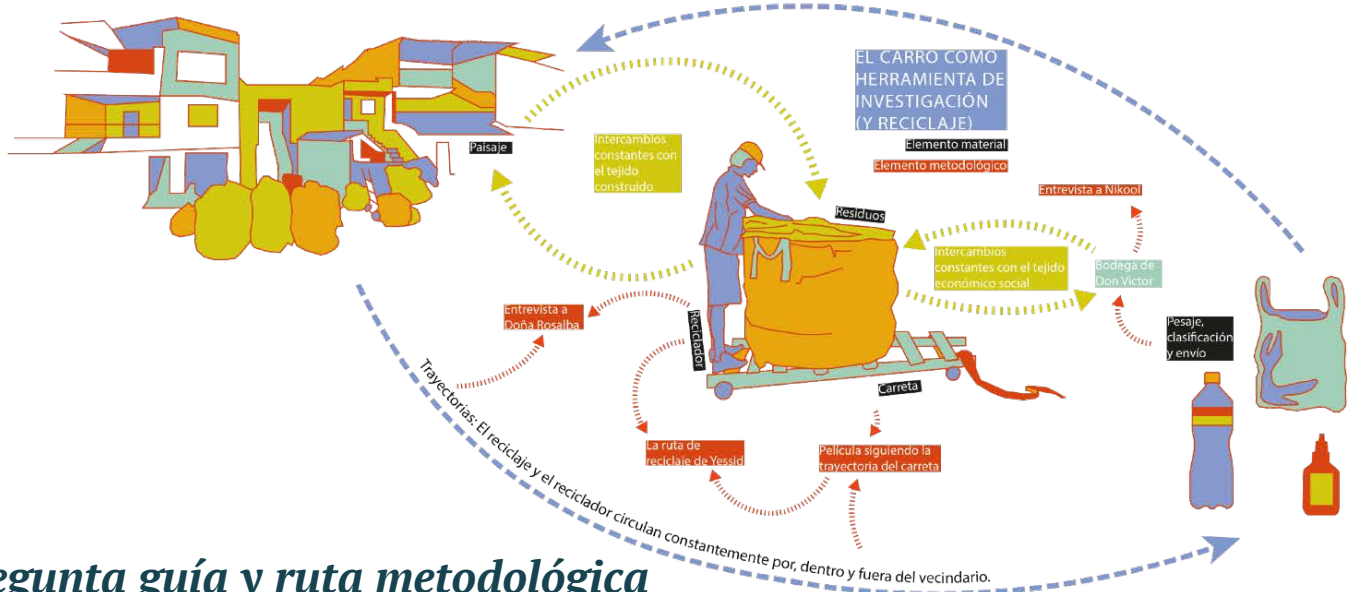 EL CARRO COMO
HERRAMIENTA DE
INVESTIGACIÓN
(Y RECICLAJE)
Elemento material
Elemento metodológico
Paisaje
Intercambios
constantes con
el tejido
construido
Residuos
Entrevista a Nikool
Intercambios
constantes con el tejido
económico social
Bodega de
Don Victor
Entrevista a
Doña Rosalba
Reciclador
Pesaje,
clasificación
y envío
Carreta
La ruta de
reciclaje de Yessid
Película siguiendo la
trayectoria del carreta
Trayectorias: El reciclaje y el reciclador circulan constantemente por, dentro y fuera del vecindario.
egunta guía y ruta metodológica